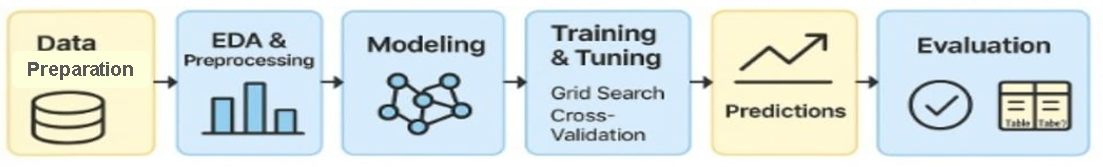 Data
Preparation
EDA &
Preprocessing
Modeling
Training
& Tuning
Grid Search
Cross-
Validation
Predictions
Evaluation
Table